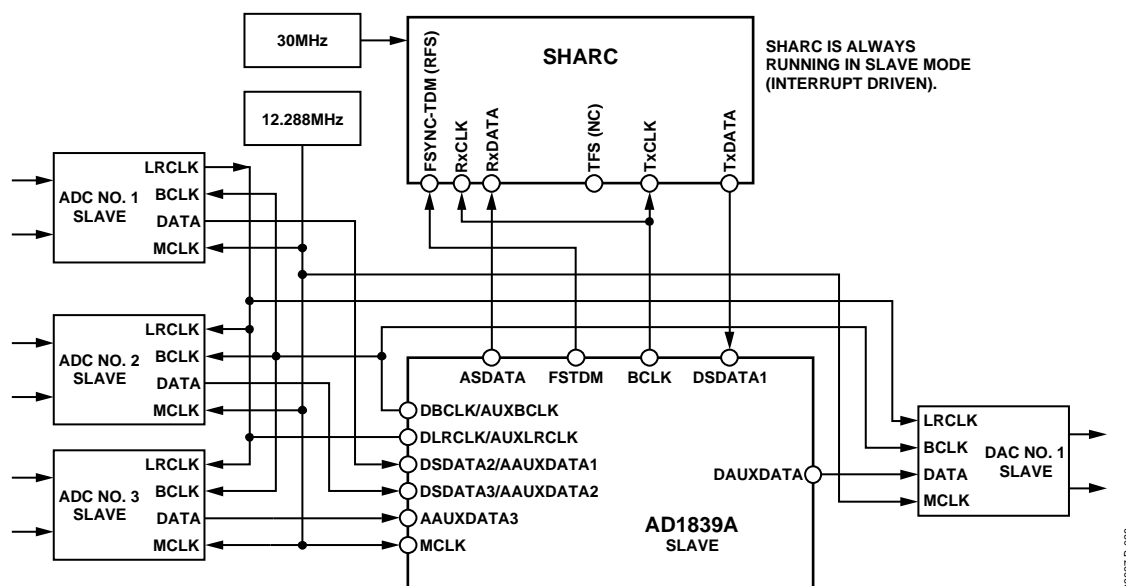 30MHz
12.288MHz
SHARC
SHARC IS ALWAYS
RUNNING IN SLAVE MODE
(INTERRUPT DRIVEN).
FSYNC-TDM (RFS)
RxCLK
RxDATA
TFS (NC)
TxCLK
TxDATA
ADC NO. 1
SLAVE
LRCLK
BCLK
DATA
MCLK
ADC NO. 2
SLAVE
LRCLK
BCLK
DATA
MCLK
ADC NO. 3
SLAVE
LRCLK
BCLK
DATA
MCLK
ASDATA
FSTDM
BCLK
DSDATA1
DBCLK/AUXBCLK
DLRCLK/AUXLRCLK
DSDATA2/AAUXDATA1
DSDATA3/AAUXDATA2
AAUXDATA3
MCLK
DAUXDATA
AD1839A
SLAVE
LRCLK
BCLK
DATA
MCLK
DAC NO. 1
SLAVE